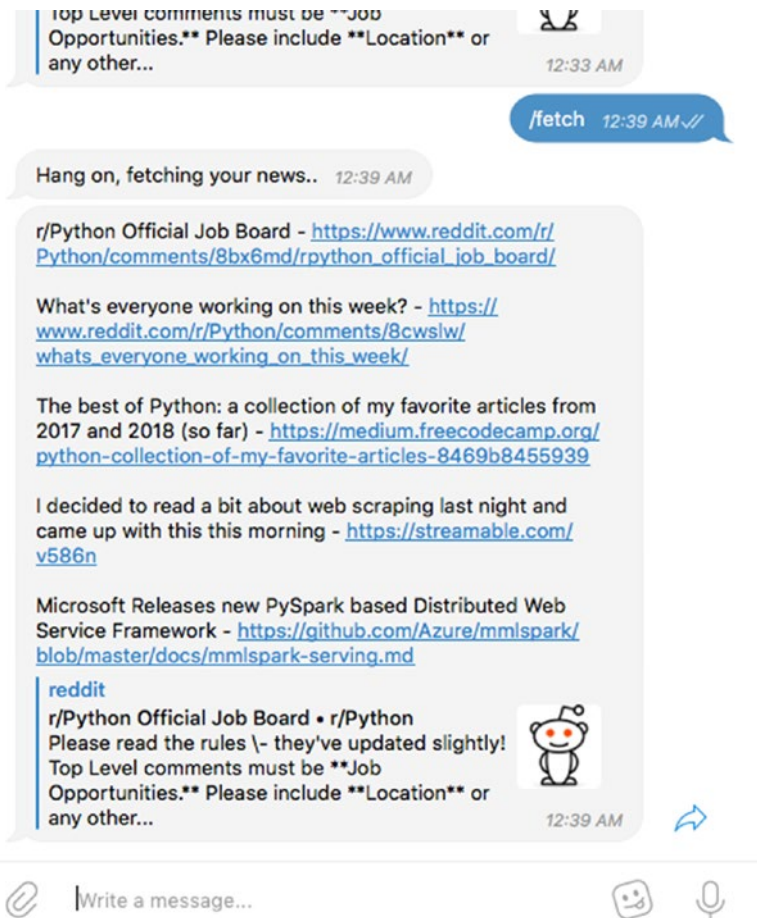 Top Level comments must be **Job
Opportunities.** Please include **Location** or
any other...
12:33 AM
/fetch 12:39 AM
Hang on, fetching your news.. 12:39 AM
r/Python Official Job Board - https://www.reddit.com/r/
Python/comments/8bx6md/rpython_official_job_board/
What's everyone working on this week? - https://
www.reddit.com/r/Python/comments/8cwslw/
whats_everyone_working_on_this_week/
The best of Python: a collection of my favorite articles from
2017 and 2018 (so far) - https://medium.freecodecamp.org/
python-collection-of-my-favorite-articles-8469b8455939
I decided to read a bit about web scraping last night and
came up with this this morning - https://streamable.com/
v586n
Microsoft Releases new PySpark based Distributed Web
Service Framework - https://github.com/Azure/mmlspark/
blob/master/docs/mmlspark-serving.md
reddit
r/Python Official Job Board • r/Python
Please read the rules \- they've updated slightly!
Top Level comments must be **Job
Opportunities.** Please include **Location** or
any other...
12:39 AM
Write a message...